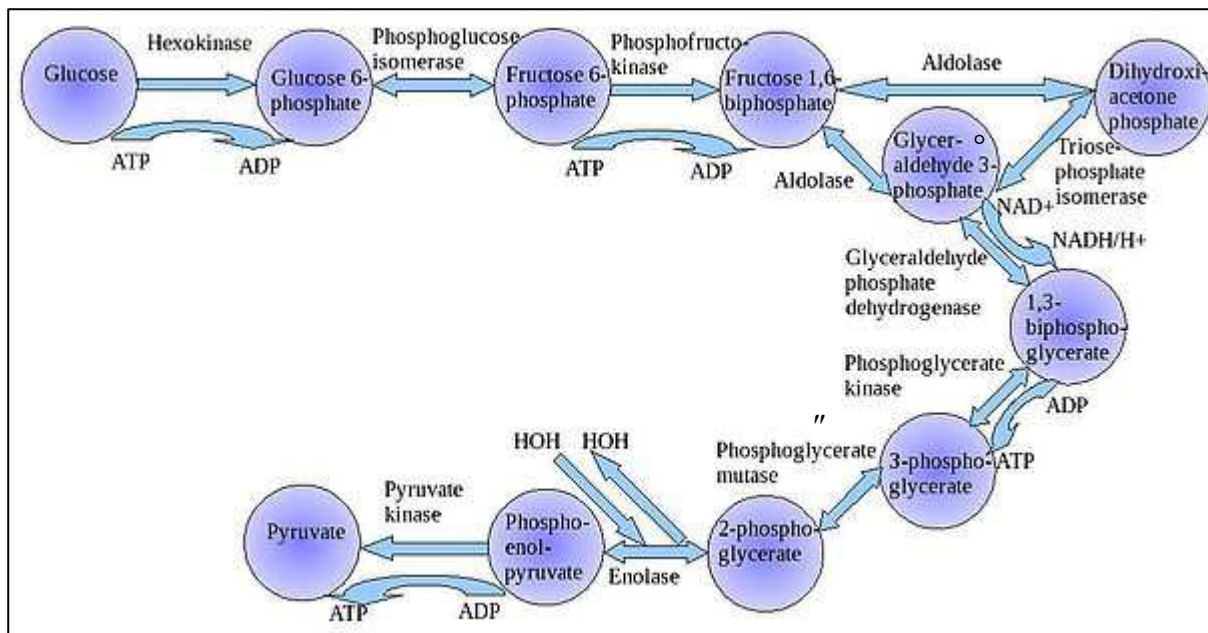 Glucose
Hexokinase
ATP
ADP
Glucose 6-
phosphate
Phosphoglucose
isomerase
Fructose 6-
phosphate
Phosphofructo-
kinase
ATP
ADP
Fructose 1,6-
biphosphate
Aldolase
Dihydroxi-
acetone
phosphate
Aldolase
Glycer-
aldehyde 3-
phosphate
Triose-
phosphate
isomerase
NAD+
NADH/H+
Glyceraldehyde
phosphate
dehydrogenase
1,3-
biphospho-
glycerate
Phosphoglycerate
kinase
ADP
ATP
3-phospho-
glycerate
"
Phosphoglycerate
mutase
2-phospho-
glycerate
HOH
HOH
Enolase
Phospho-
enol-
pyruvate
Pyruvate
kinase
ADP
ATP
Pyruvate